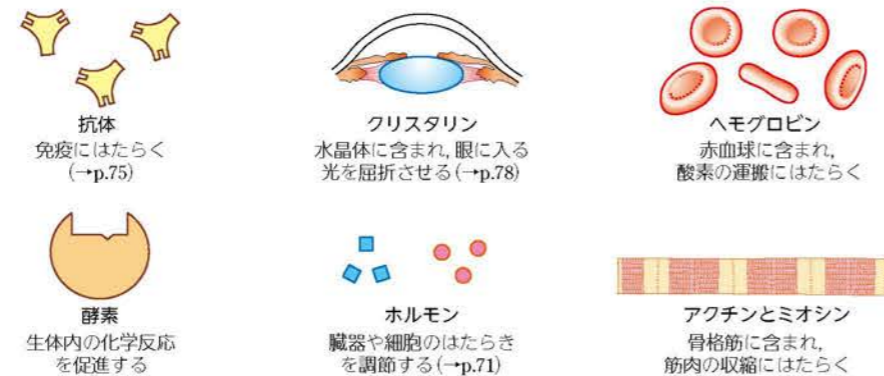 抗体
免疫にはたらく
(→p.75)
クリスタリン
水晶体に含まれ, 眼に入る
光を屈折させる(→p.78)
ヘモグロビン
赤血球に含まれ,
酸素の運搬にはたらく
酵素
生体内の化学反応
を促進する
ホルモン
臓器や細胞のはたらき
を調節する(→p.71)
アクチンとミオシン
骨格筋に含まれ,
筋肉の収縮にはたらく